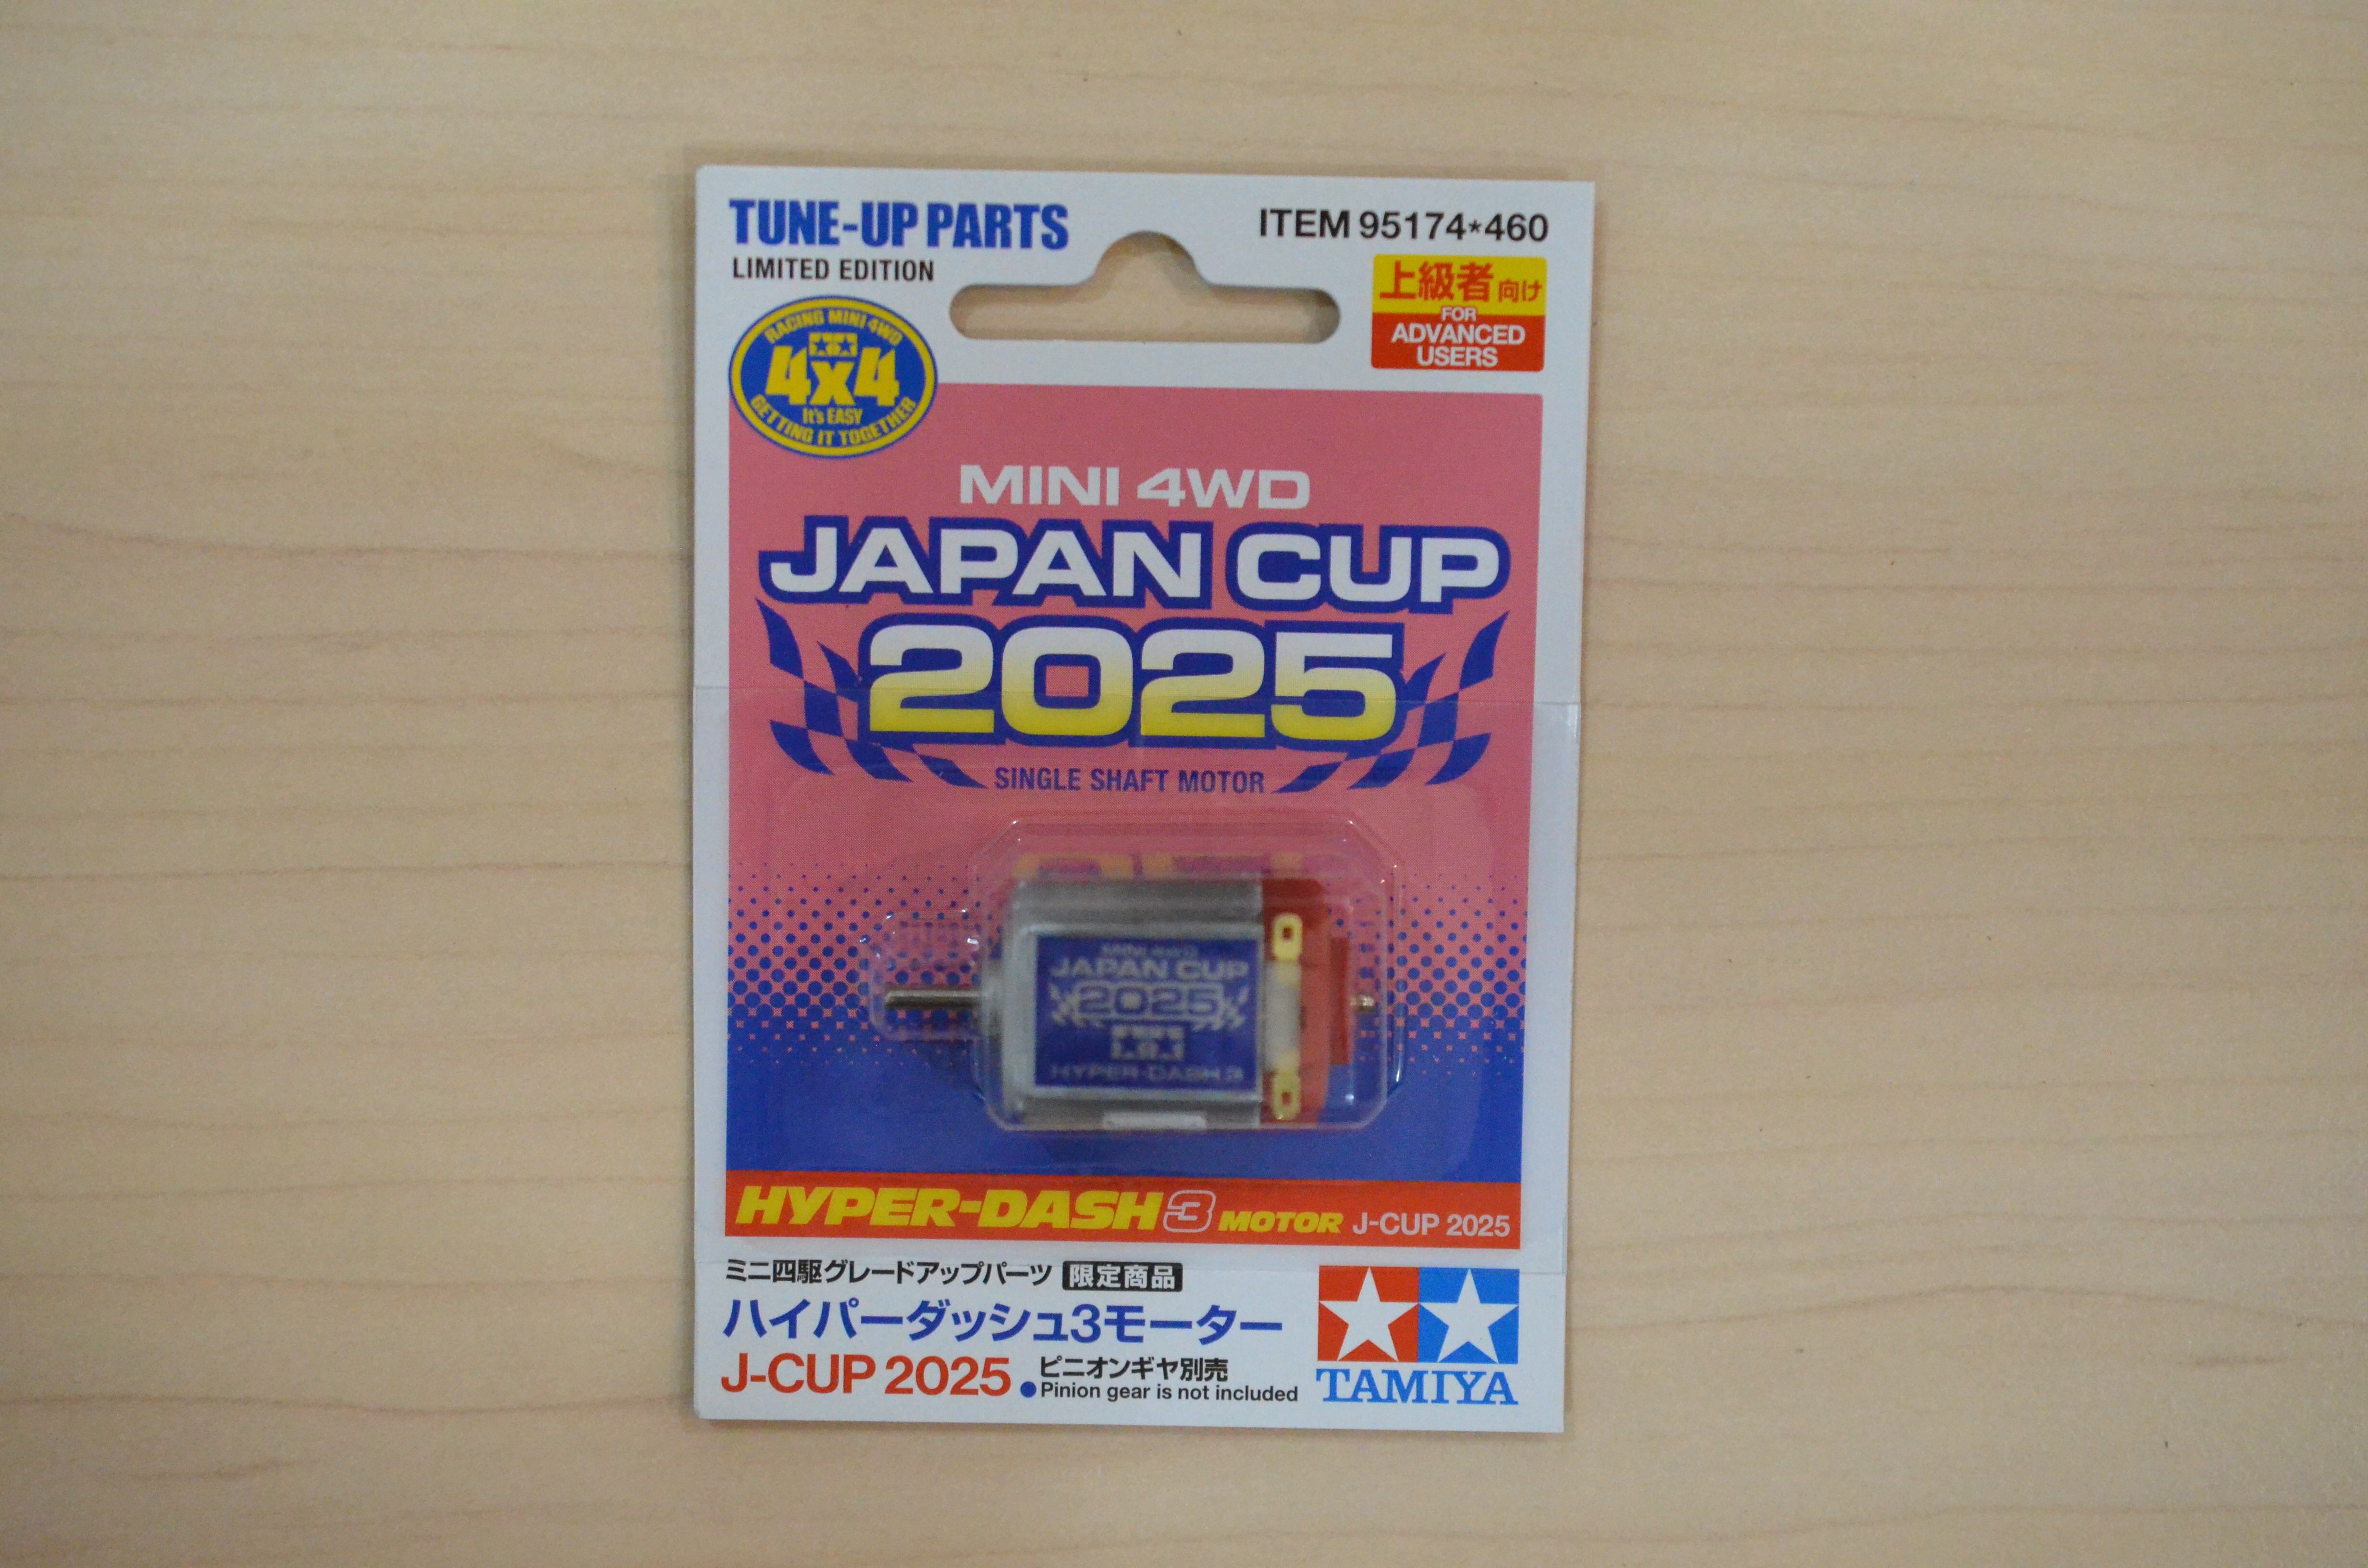 TUNE-UP PARTS
LIMITED EDITION
ITEM 95174*460
上級者向け
FOR
ADVANCED
USERS
RACING MINI 4WD
4x4
It's EASY
GETTING IT TOGETHER
MINI 4WD
JAPAN CUP
2025
SINGLE SHAFT MOTOR
MINI 4WD
JAPAN CUP
2025
HYPER-DASH 3
HYPER-DASH3 MOTOR J-CUP 2025
ミニ四駆グレードアップパーツ 限定商品
ハイパーダッシュ3モーター
J-CUP 2025
ピニオンギヤ別売
●Pinion gear is not included
TAMIYA